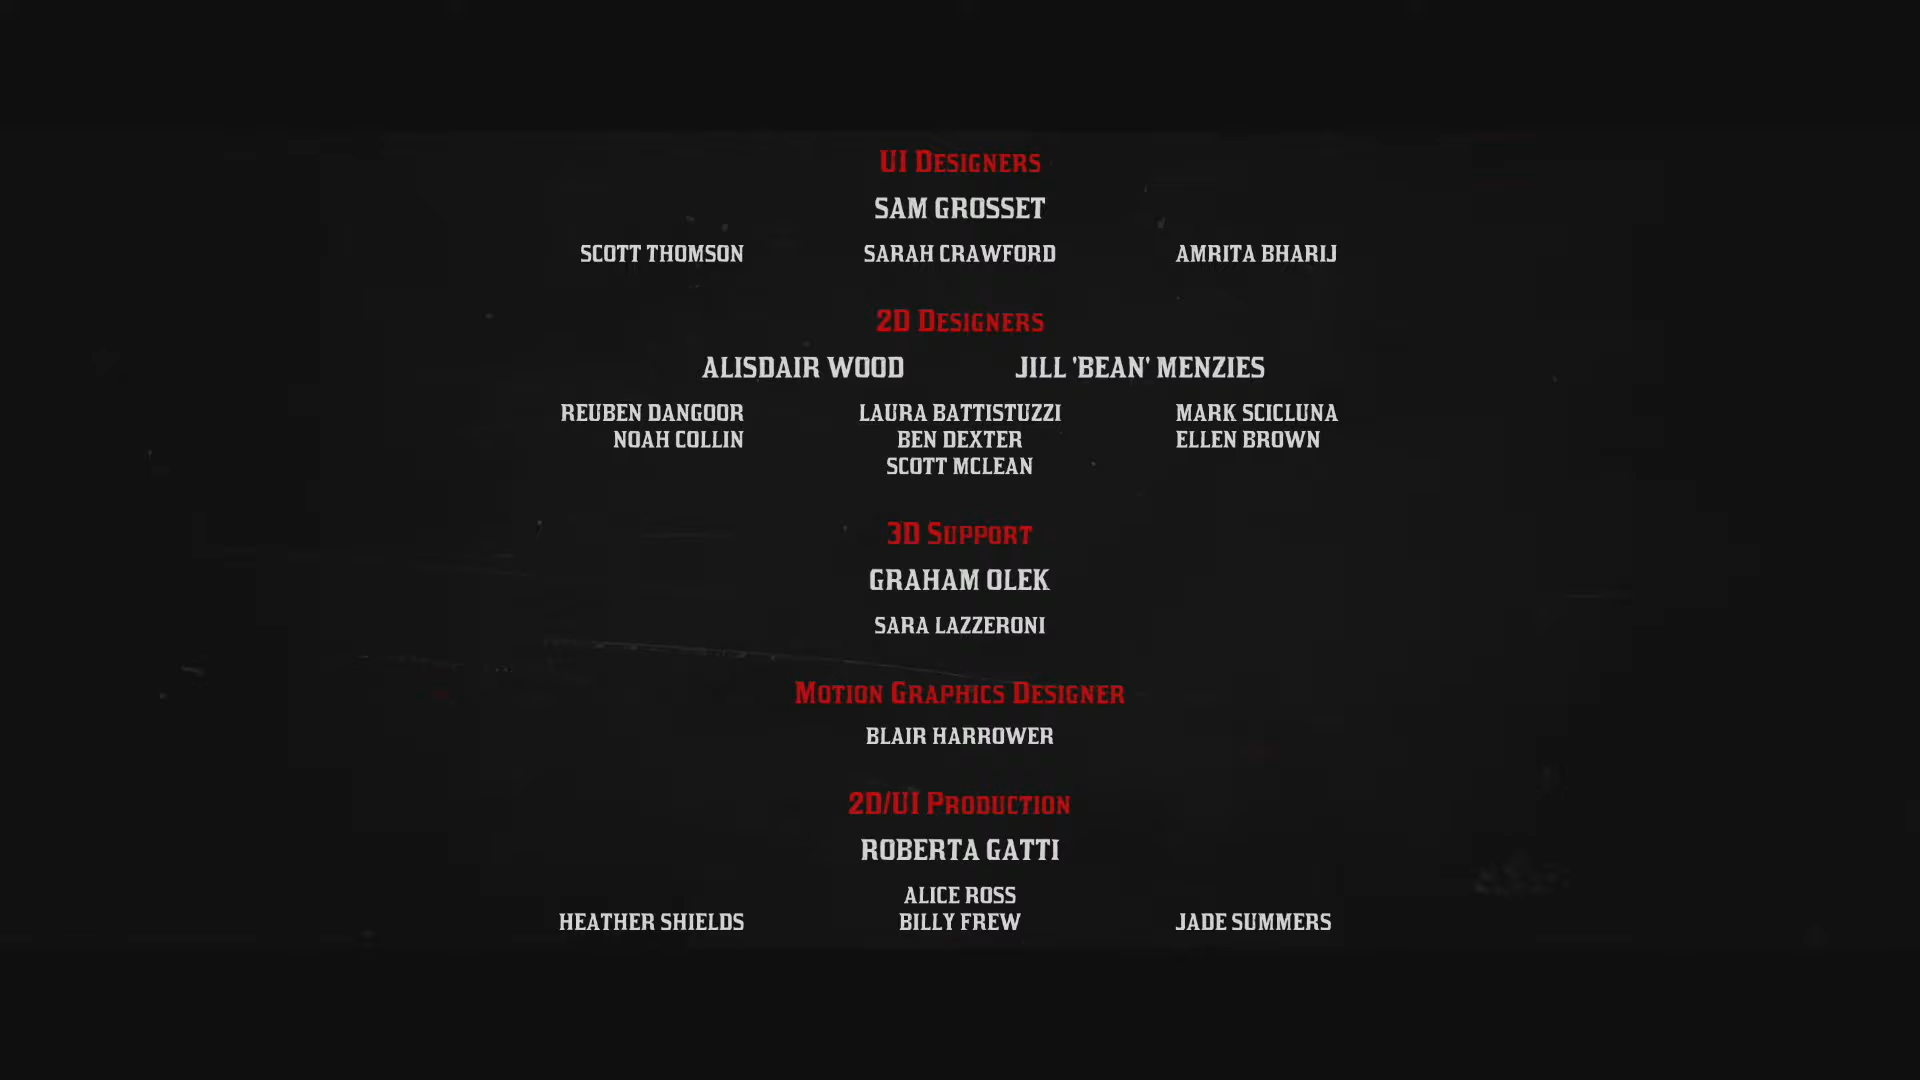 UI Designers
SAM GROSSET
SCOTT THOMSON SARAH CRAWFORD AMRITA BHARIJ
2D Designers
ALISDAIR WOOD JILL 'BEAN' MENZIES
REUBEN DANGOOR LAURA BATTISTUZZI MARK SCICLUNA
NOAH COLLIN BEN DEXTER ELLEN BROWN
SCOTT MCLEAN
3D Support
GRAHAM OLEK
SARA LAZZERONI
Motion Graphics Designer
BLAIR HARROWER
2D/UI Production
ROBERTA GATTI
ALICE ROSS
HEATHER SHIELDS BILLY FREW JADE SUMMERS